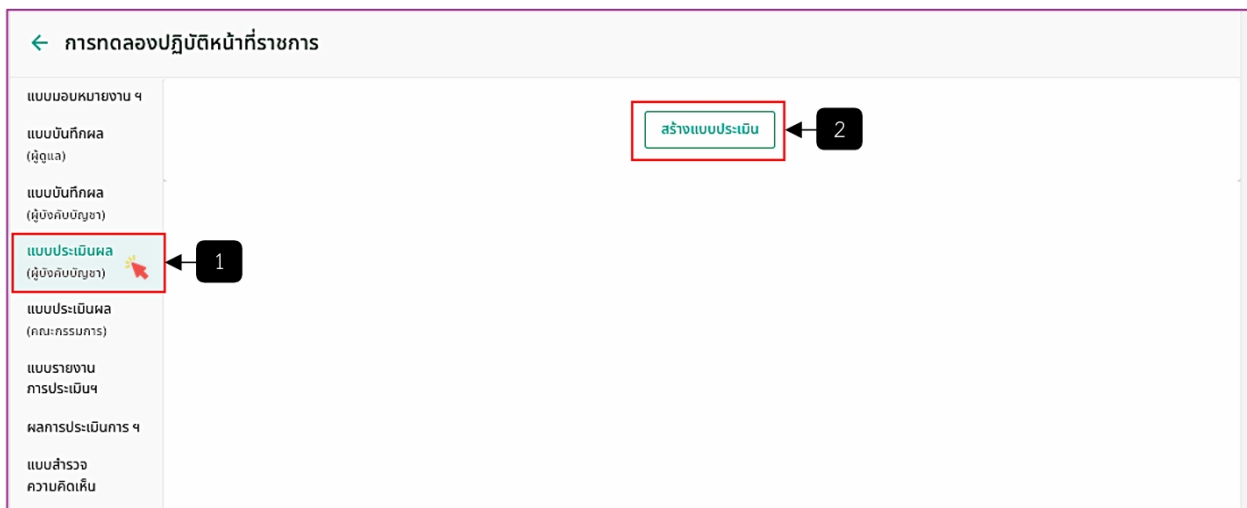 ← การทดลองปฏิบัติหน้าที่ราชการ
แบบมอบหมายงาน ฯ
สร้างแบบประเมิน
2
แบบบันทึกผล
(ผู้ดูแล)
แบบบันทึกผล
(ผู้บังคับบัญชา)
แบบประเมินผล
(ผู้บังคับบัญชา)
1
แบบประเมินผล
(คณะกรรมการ)
แบบรายงาน
การประเมินฯ
ผลการประเมินการ ฯ
แบบสำรวจ
ความคิดเห็น